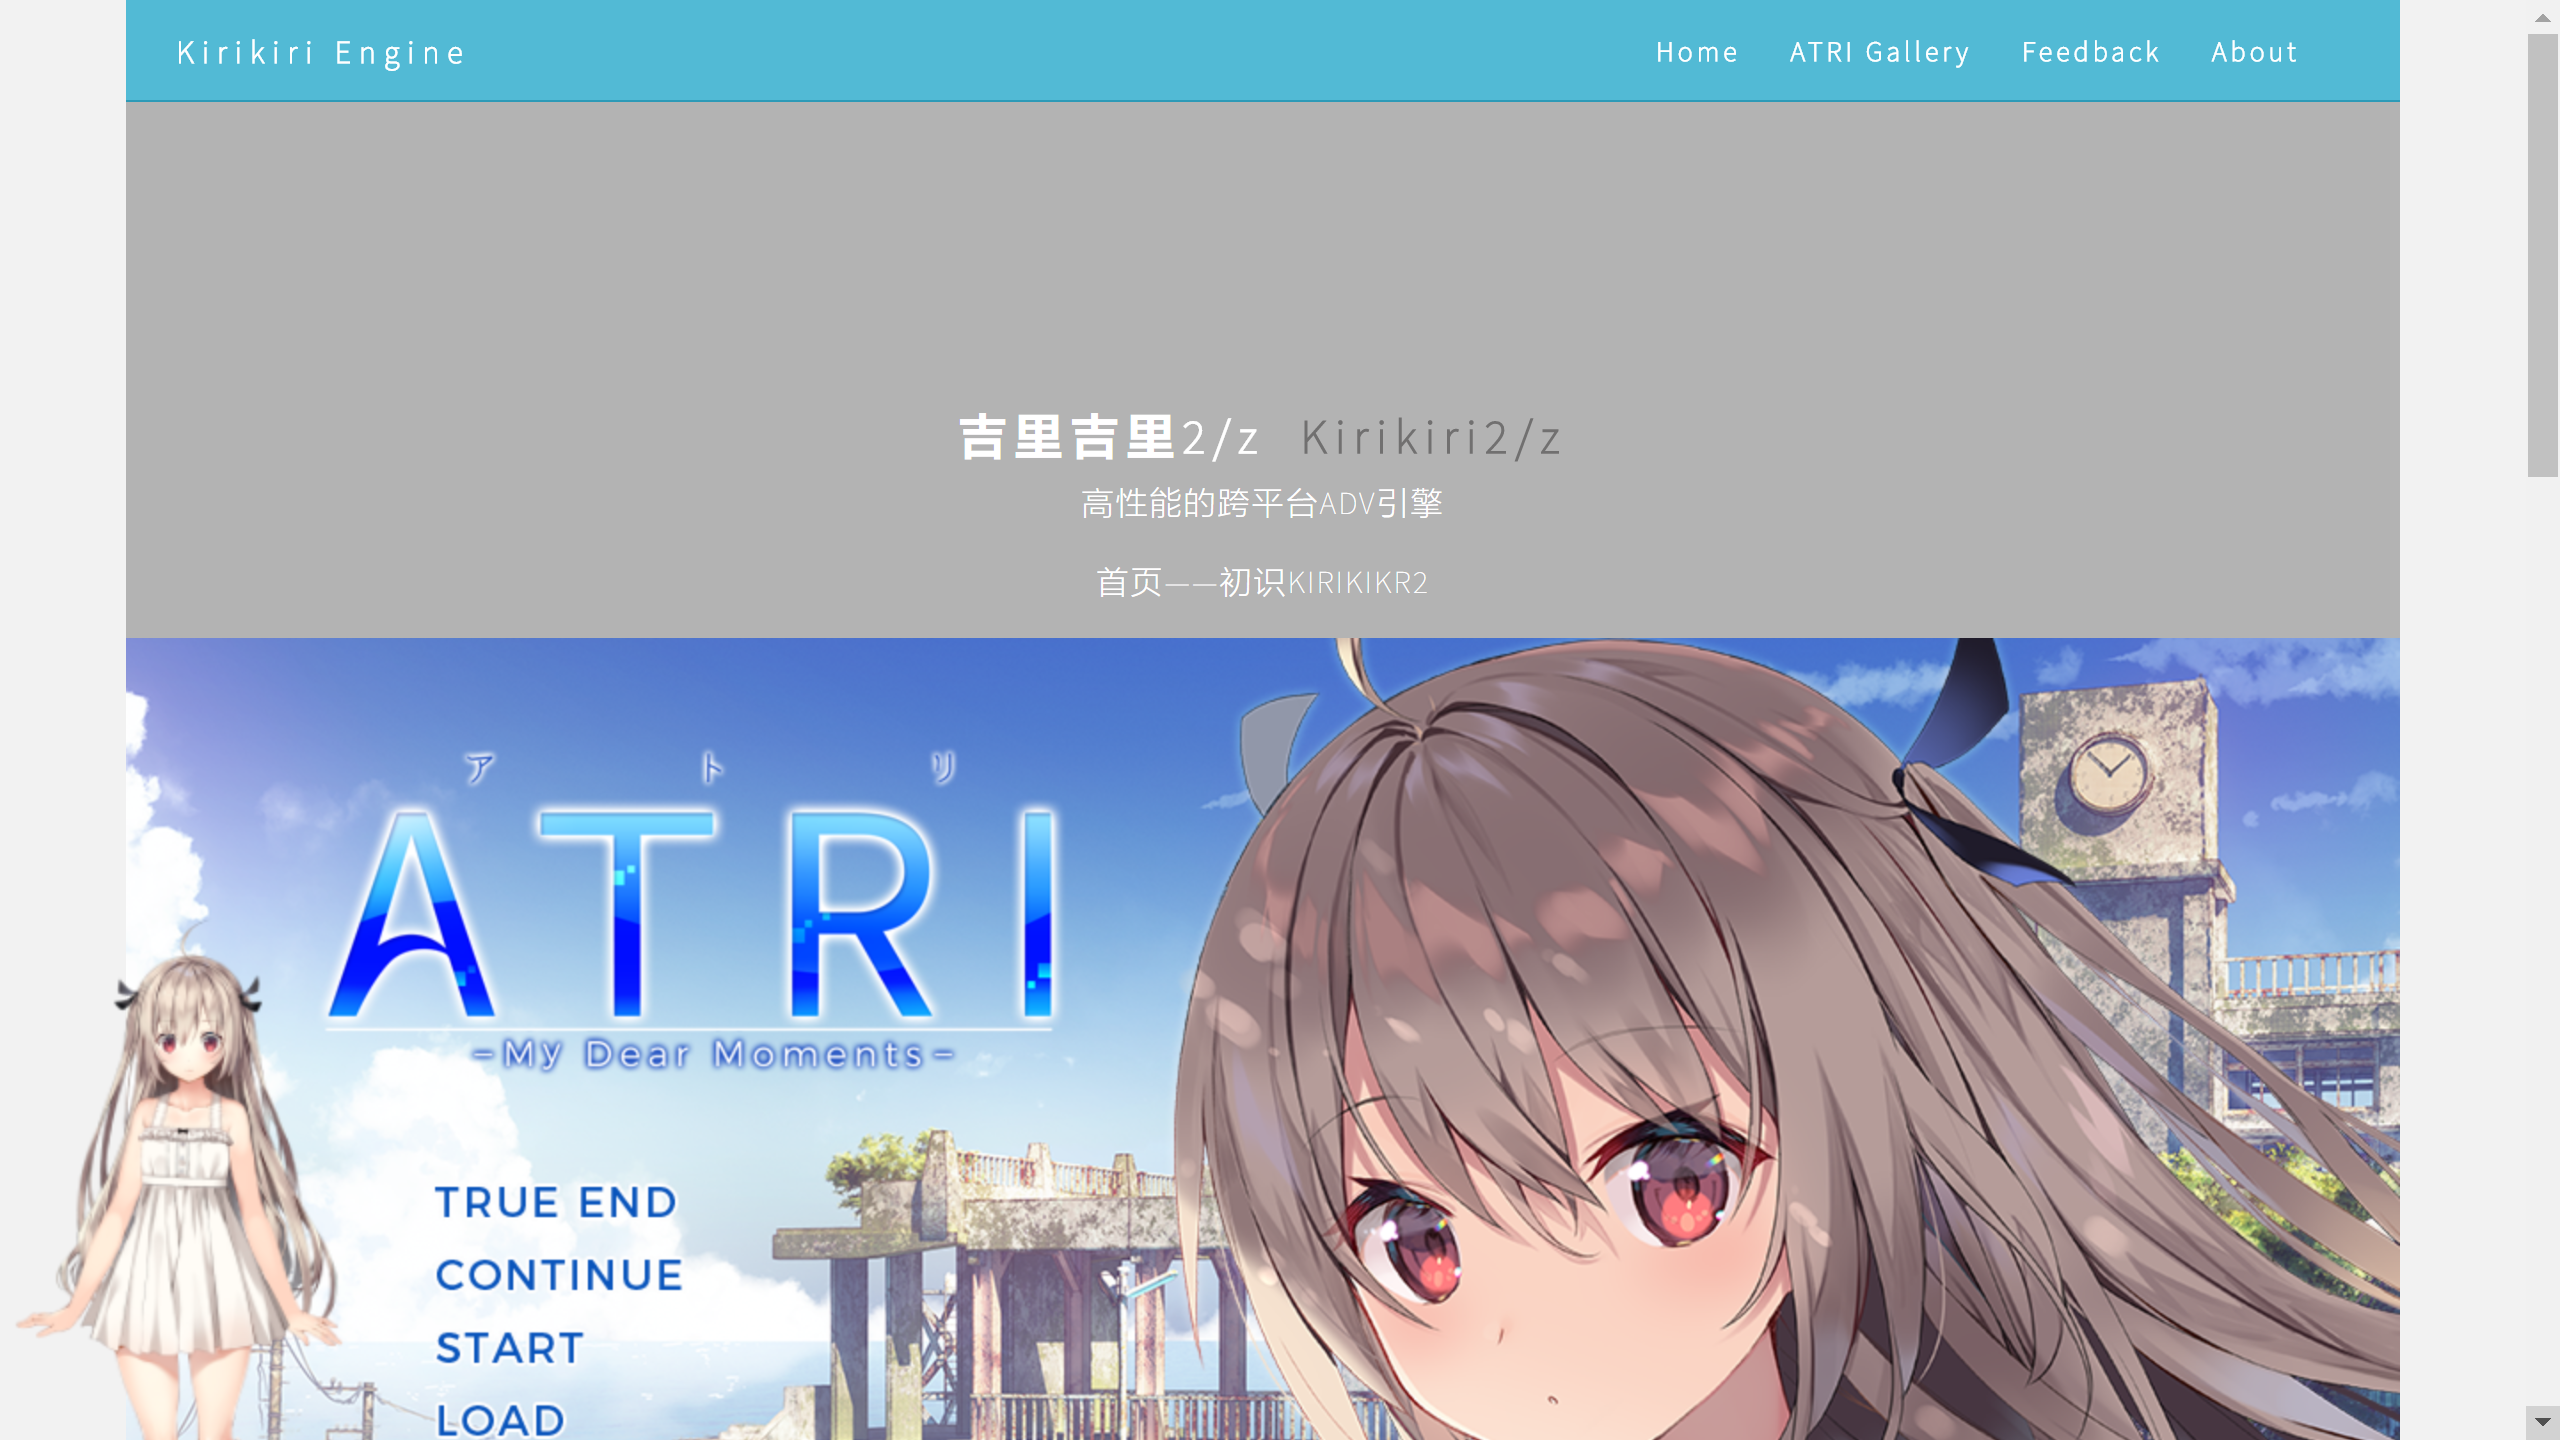 Kirikiri Engine
Home ATRI Gallery Feedback About
吉里吉里2/z Kirikiri2/z
高性能的跨平台ADV引擎
首页——初识KIRIKIKR2
アトリ
ATRI
-My Dear Moments-
TRUE END
CONTINUE
START
LOAD